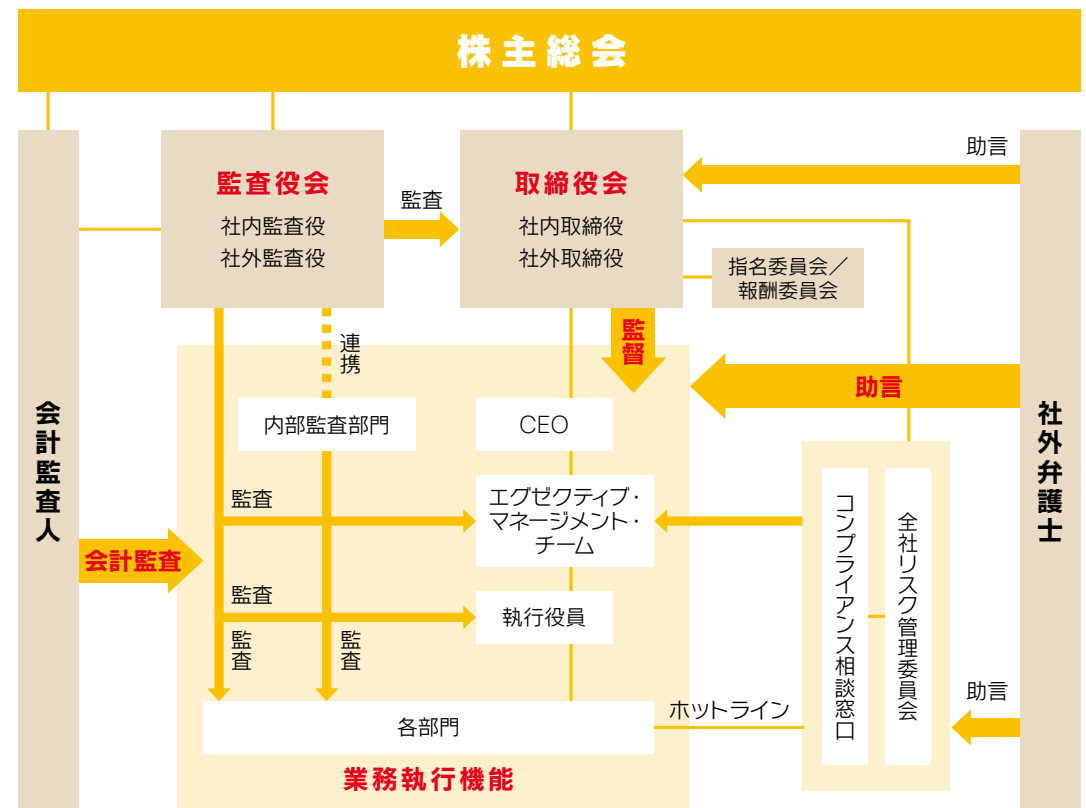 株主総会
監査役会
社内監査役
社外監査役
監査
取締役会
社内取締役
社外取締役
助言
指名委員会／
報酬委員会
監督
連携
助言
会計監査人
社外弁護士
内部監査部門
CEO
監査
エグゼクティブ・
マネージメント・
チーム
コンプライアンス相談窓口
全社リスク管理委員会
会計監査
監査
執行役員
監査
監査
ホットライン
助言
各部門
業務執行機能